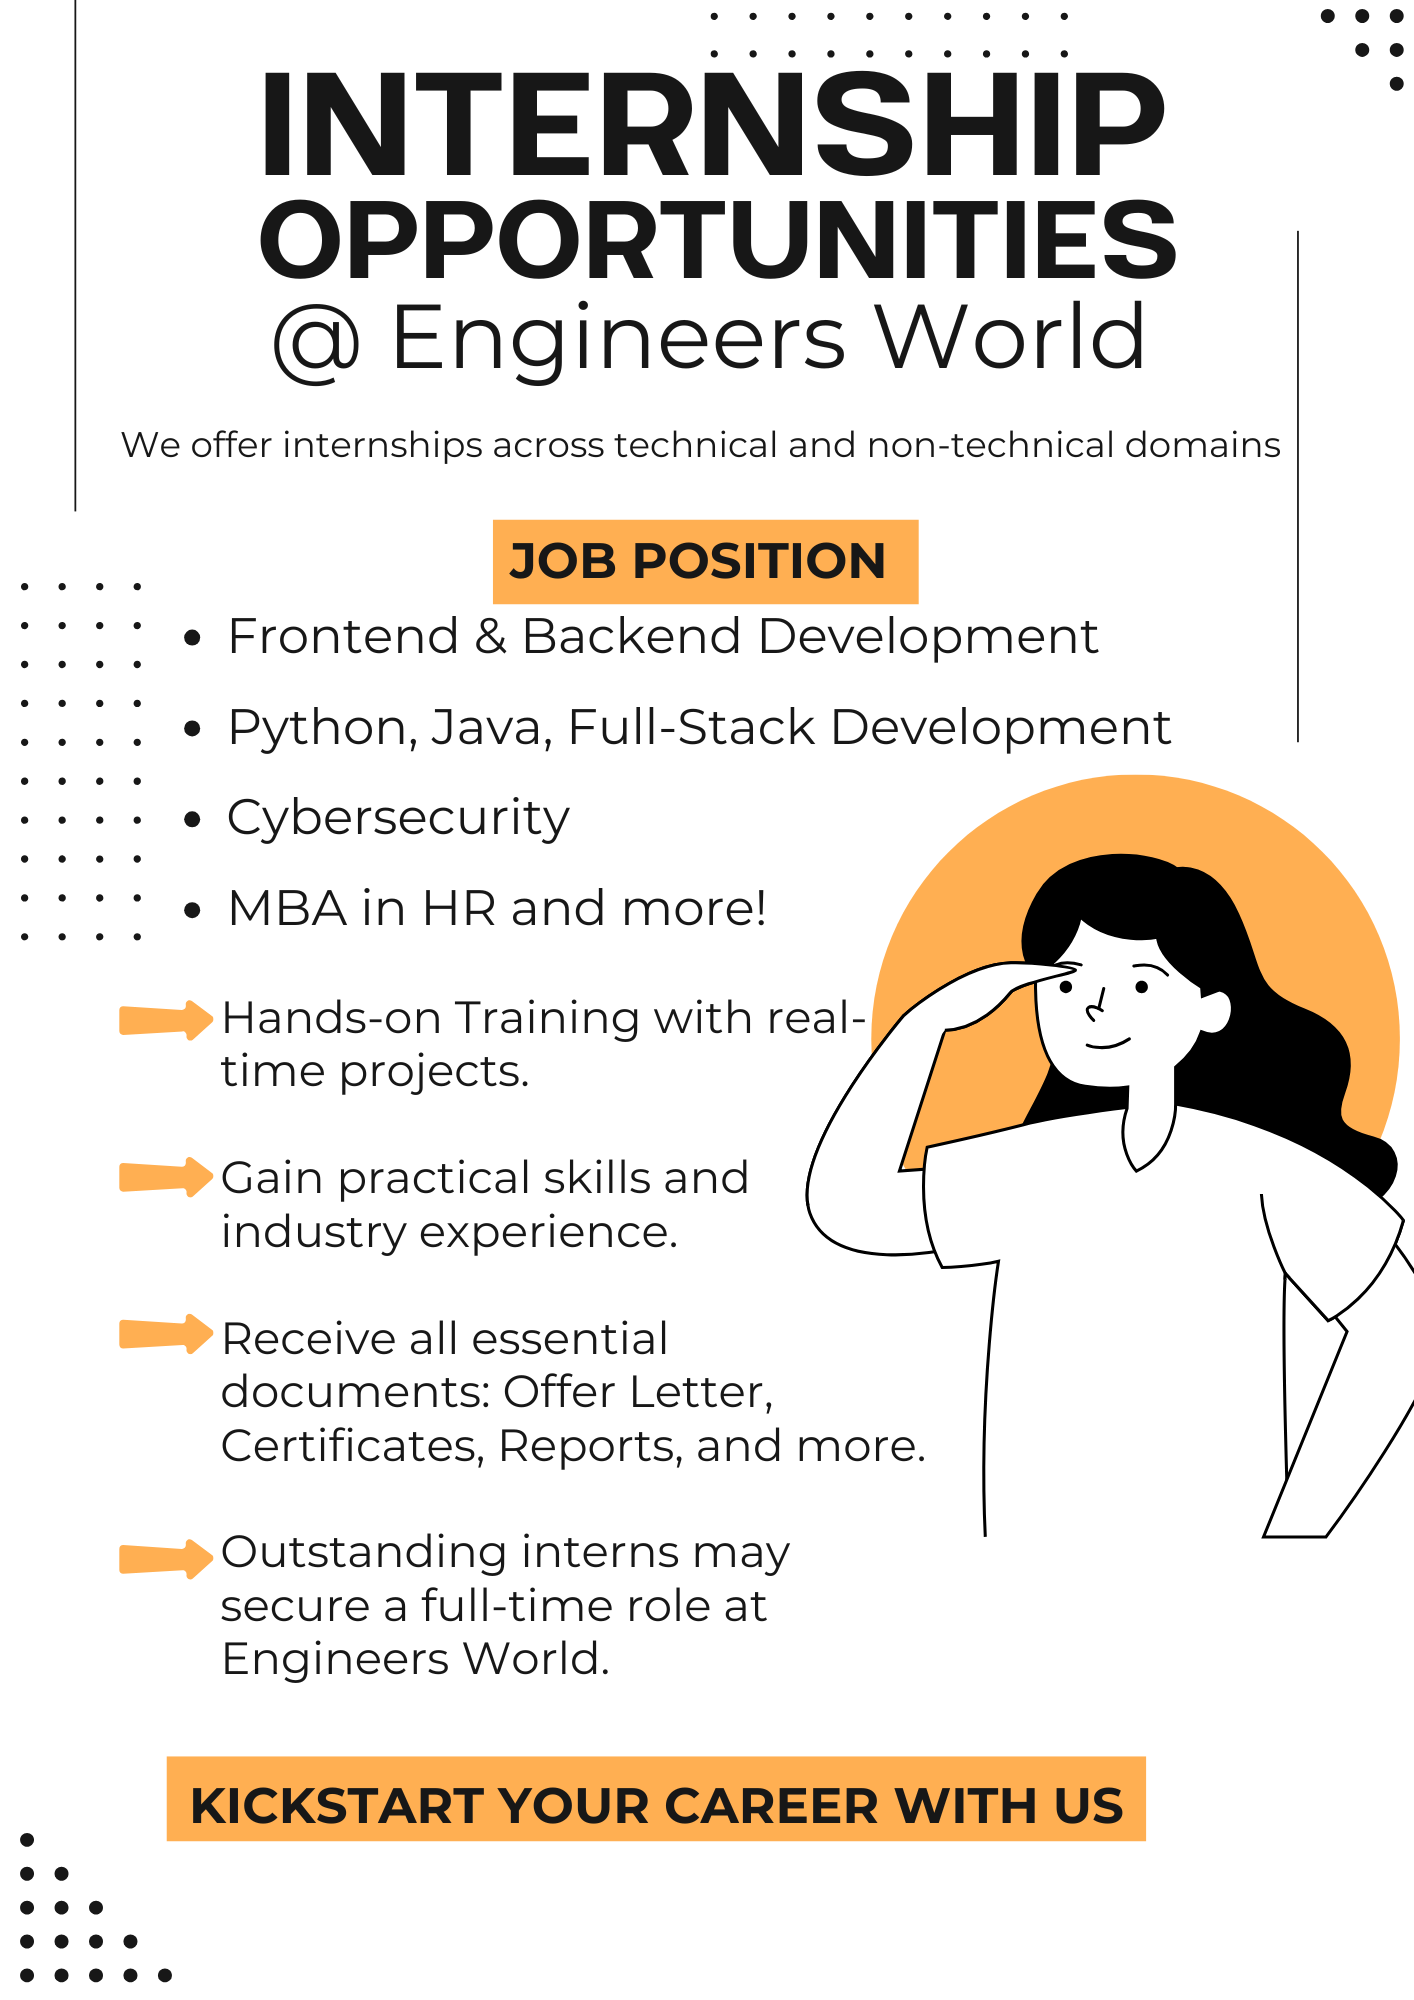 INTERNSHIP
OPPORTUNITIES
@ Engineers World
We offer internships across technical and non-technical domains
JOB POSITION
• Frontend & Backend Development
• Python, Java, Full-Stack Development
• Cybersecurity
• MBA in HR and more!
Hands-on Training with real-
time projects.
Gain practical skills and
industry experience.
Receive all essential
documents: Offer Letter,
Certificates, Reports, and more.
Outstanding interns may
secure a full-time role at
Engineers World.
KICKSTART YOUR CAREER WITH US